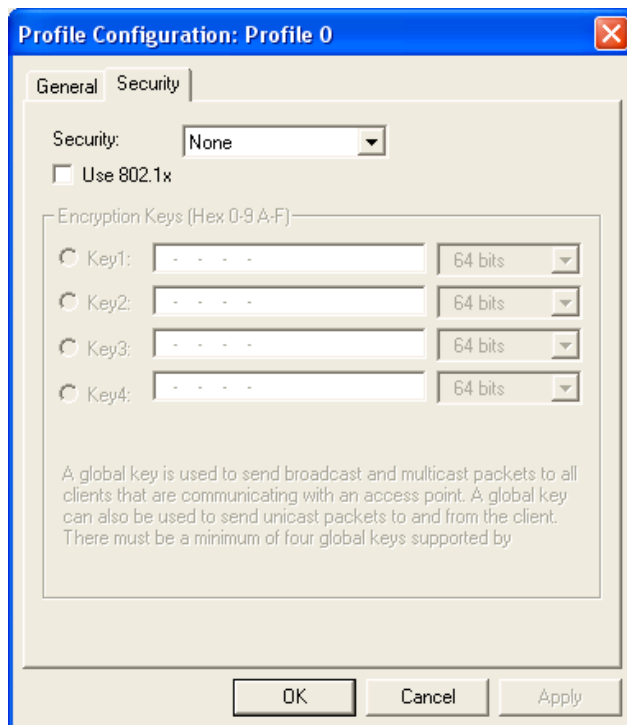 Profile Configuration: Profile 0
General Security
Security: None
Use 802.1x
Encryption Keys (Hex 0-9 A-F)
Key1: - - - - 64 bits
Key2: - - - - 64 bits
Key3: - - - - 64 bits
Key4: - - - - 64 bits
A global key is used to send broadcast and multicast packets to all
clients that are communicating with an access point. A global key
can also be used to send unicast packets to and from the client.
There must be a minimum of four global keys supported by
OK Cancel Apply